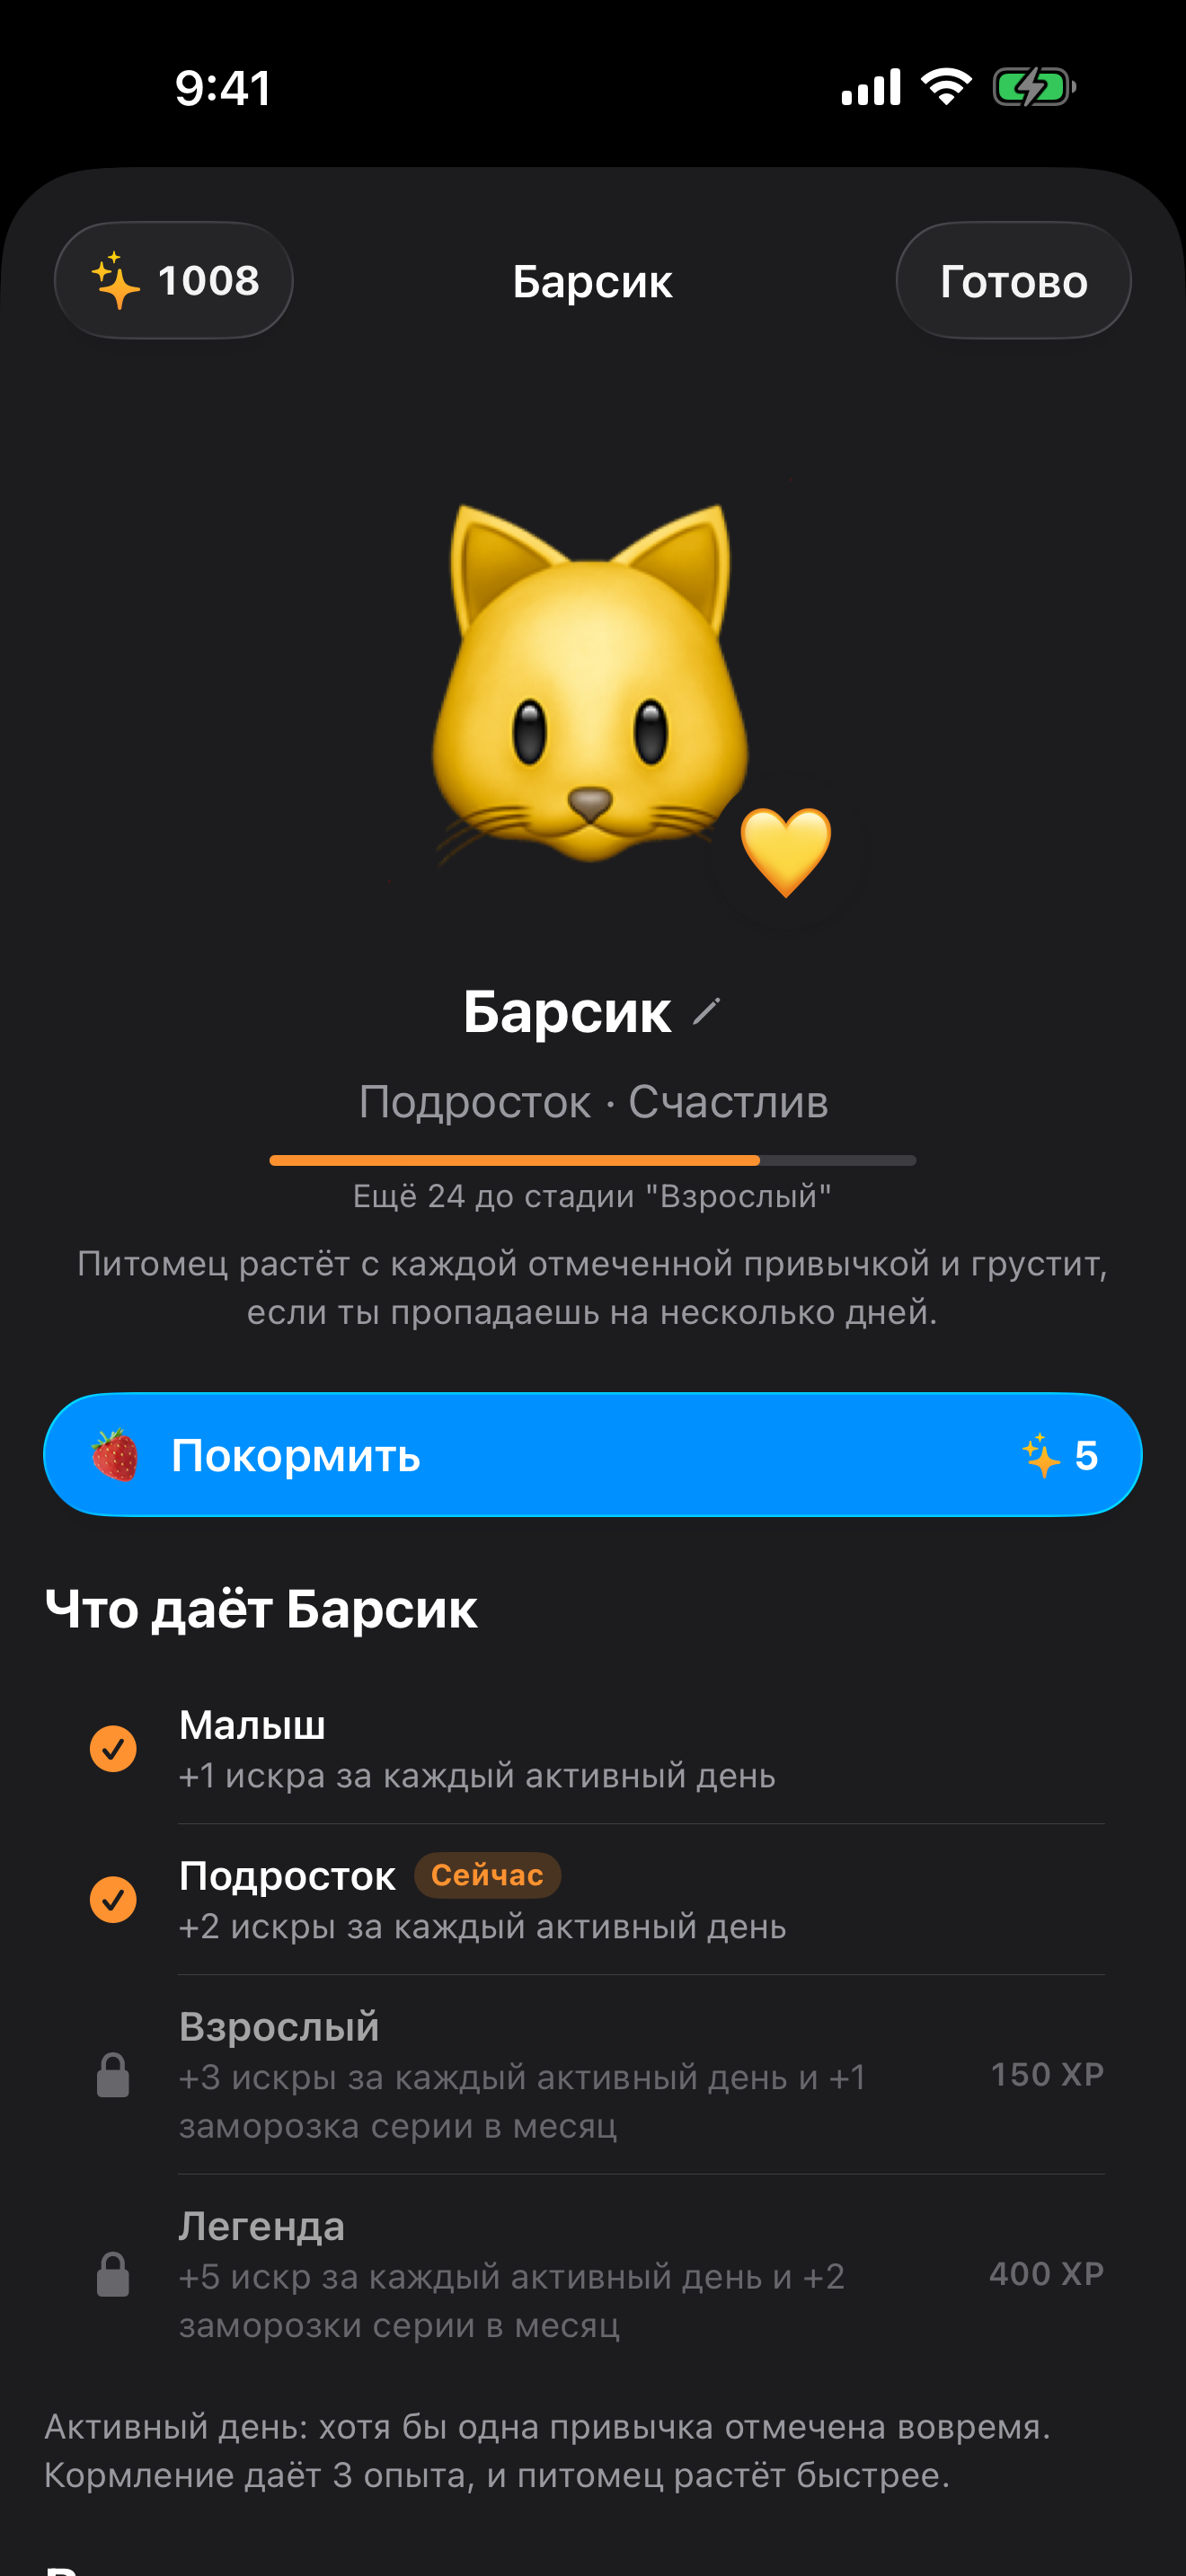 9:41
1008
Барсик
Готово
Барсик
Подросток · Счастлив
Ещё 24 до стадии "Взрослый"
Питомец растёт с каждой отмеченной привычкой и грустит,
если ты пропадаешь на несколько дней.
Покормить
5
Что даёт Барсик
Малыш
+1 искра за каждый активный день
Подросток Сейчас
+2 искры за каждый активный день
Взрослый
+3 искры за каждый активный день и +1
заморозка серии в месяц
150 XP
Легенда
+5 искр за каждый активный день и +2
заморозки серии в месяц
400 XP
Активный день: хотя бы одна привычка отмечена вовремя.
Кормление даёт 3 опыта, и питомец растёт быстрее.